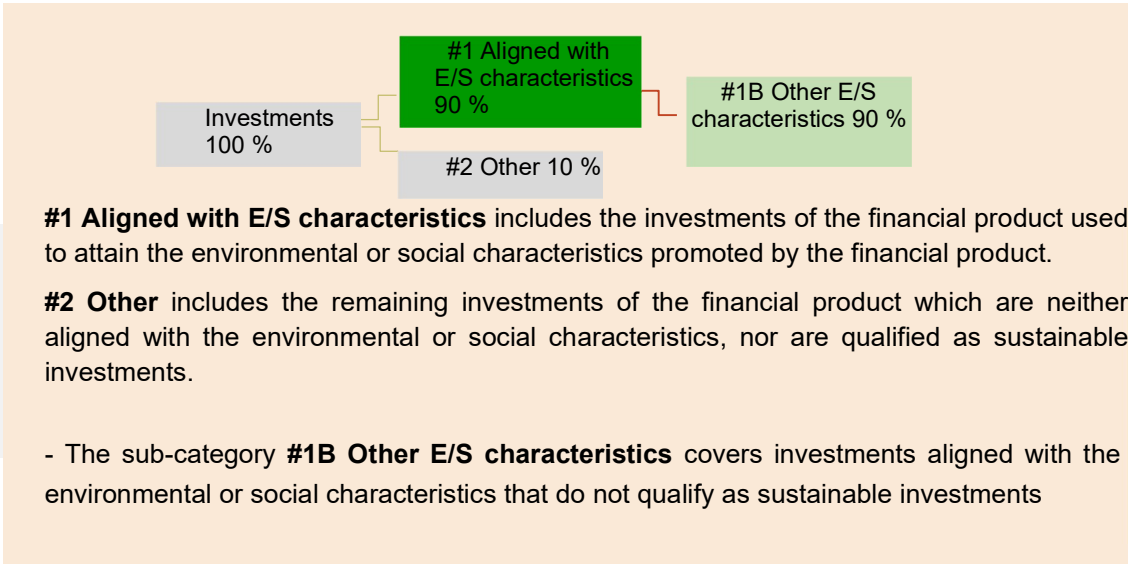 #1 Aligned with
E/S characteristics
90 %
#1B Other E/S
characteristics 90 %
Investments
100 %
#2 Other 10 %
#1 Aligned with E/S characteristics includes the investments of the financial product used
to attain the environmental or social characteristics promoted by the financial product.
#2 Other includes the remaining investments of the financial product which are neither
aligned with the environmental or social characteristics, nor are qualified as sustainable
investments.
- The sub-category #1B Other E/S characteristics covers investments aligned with the
environmental or social characteristics that do not qualify as sustainable investments